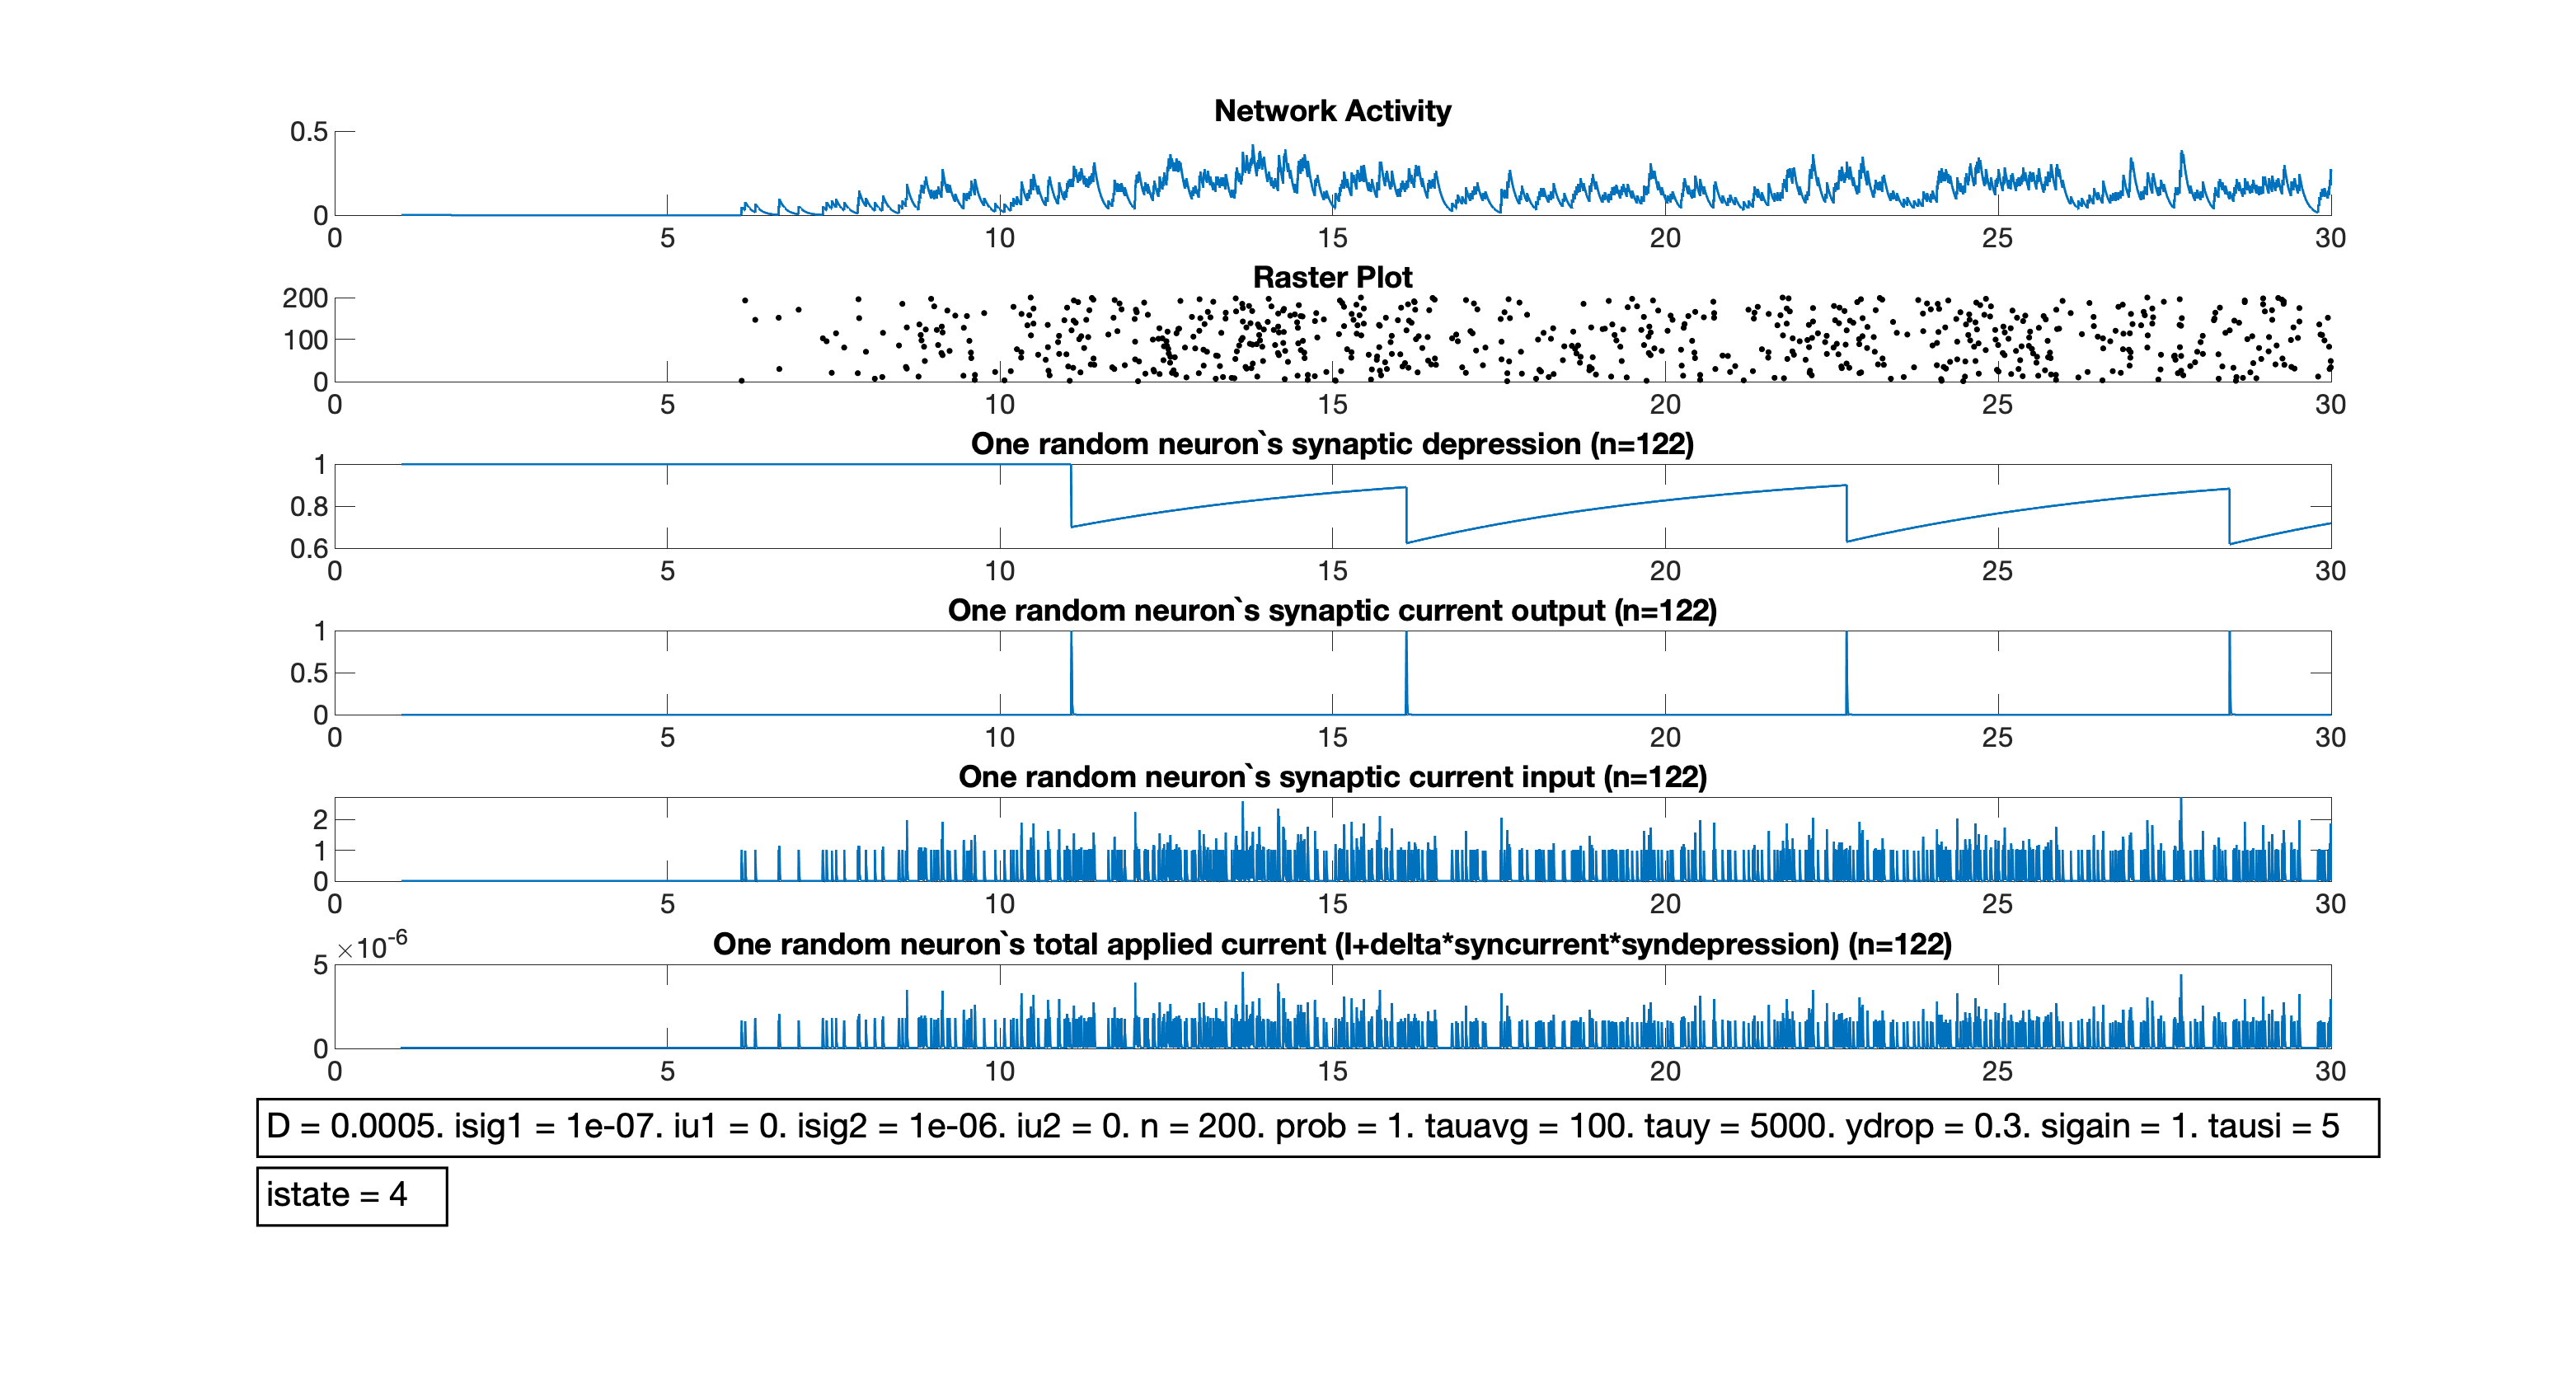 Network Activity
0.5
0
0 5 10 15 20 25 30
Raster Plot
200
100
0
0 5 10 15 20 25 30
One random neuron`s synaptic depression (n=122)
1
0.8
0.6
0 5 10 15 20 25 30
One random neuron`s synaptic current output (n=122)
1
0.5
0
0 5 10 15 20 25 30
One random neuron`s synaptic current input (n=122)
2
1
0
0 5 10 15 20 25 30
×10-6
One random neuron`s total applied current (I+delta*syncurrent*syndepression) (n=122)
5
0
0 5 10 15 20 25 30
D = 0.0005. isig1 = 1e-07. iu1 = 0. isig2 = 1e-06. iu2 = 0. n = 200. prob = 1. tauavg = 100. tauy = 5000. ydrop = 0.3. sigain = 1. tausi = 5
istate = 4